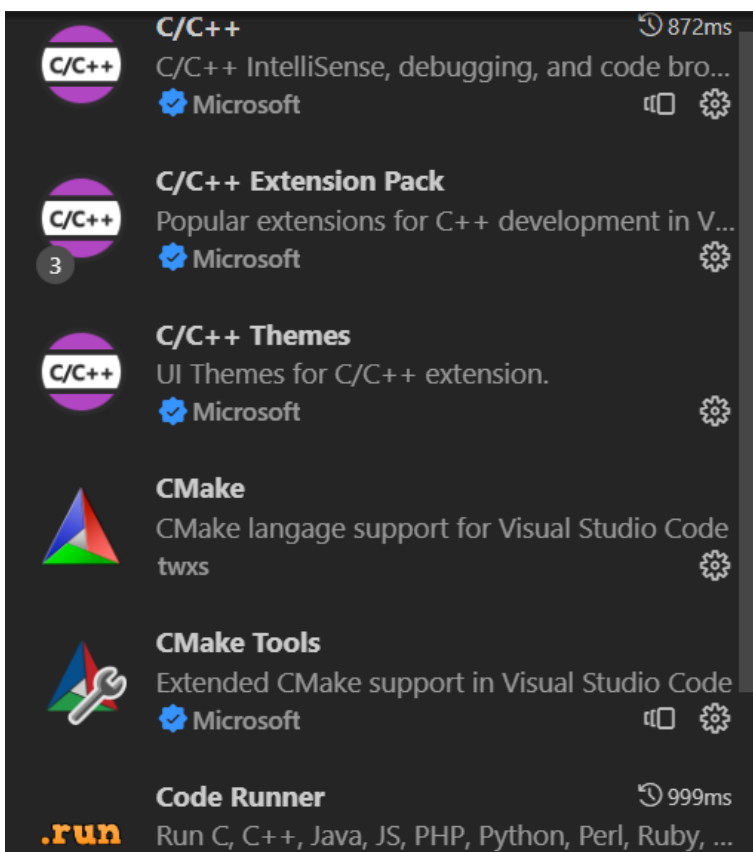 C/C++ 872ms
C/C++ C/C++ IntelliSense, debugging, and code bro...
Microsoft
C/C++ Extension Pack
C/C++ Popular extensions for C++ development in V...
3 Microsoft
C/C++ Themes
C/C++ UI Themes for C/C++ extension.
Microsoft
CMake
CMake langage support for Visual Studio Code
twxs
CMake Tools
Extended CMake support in Visual Studio Code
Microsoft
Code Runner 999ms
.run Run C, C++, Java, JS, PHP, Python, Perl, Ruby, ...